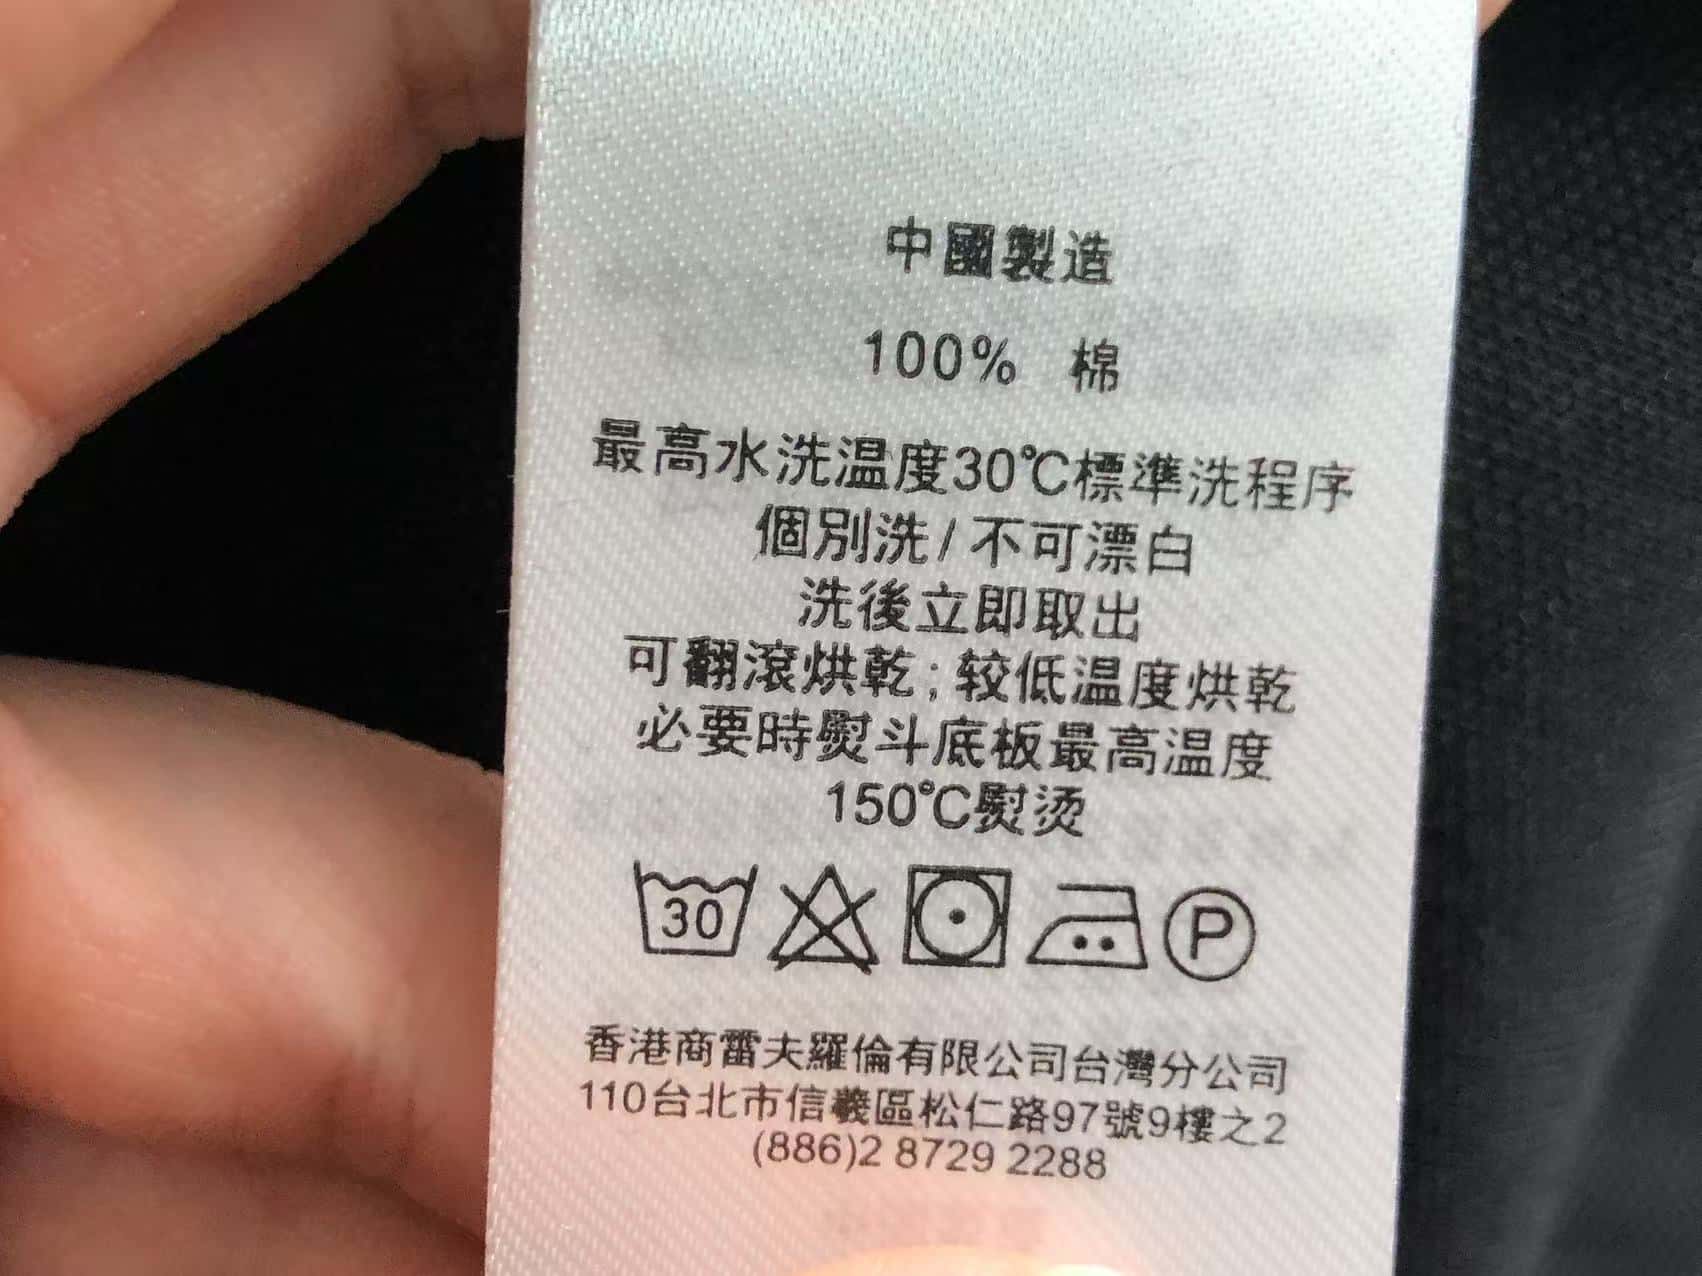 中國製造
100% 棉
最高水洗温度30℃標準洗程序
個別洗/不可漂白
洗後立即取出
可翻滾烘乾;较低温度烘乾
必要時熨斗底板最高温度
150℃熨烫
30 P
香港商雷夫羅倫有限公司台灣分公司
110台北市信義區松仁路97號9樓之2
(886)2 8729 2288